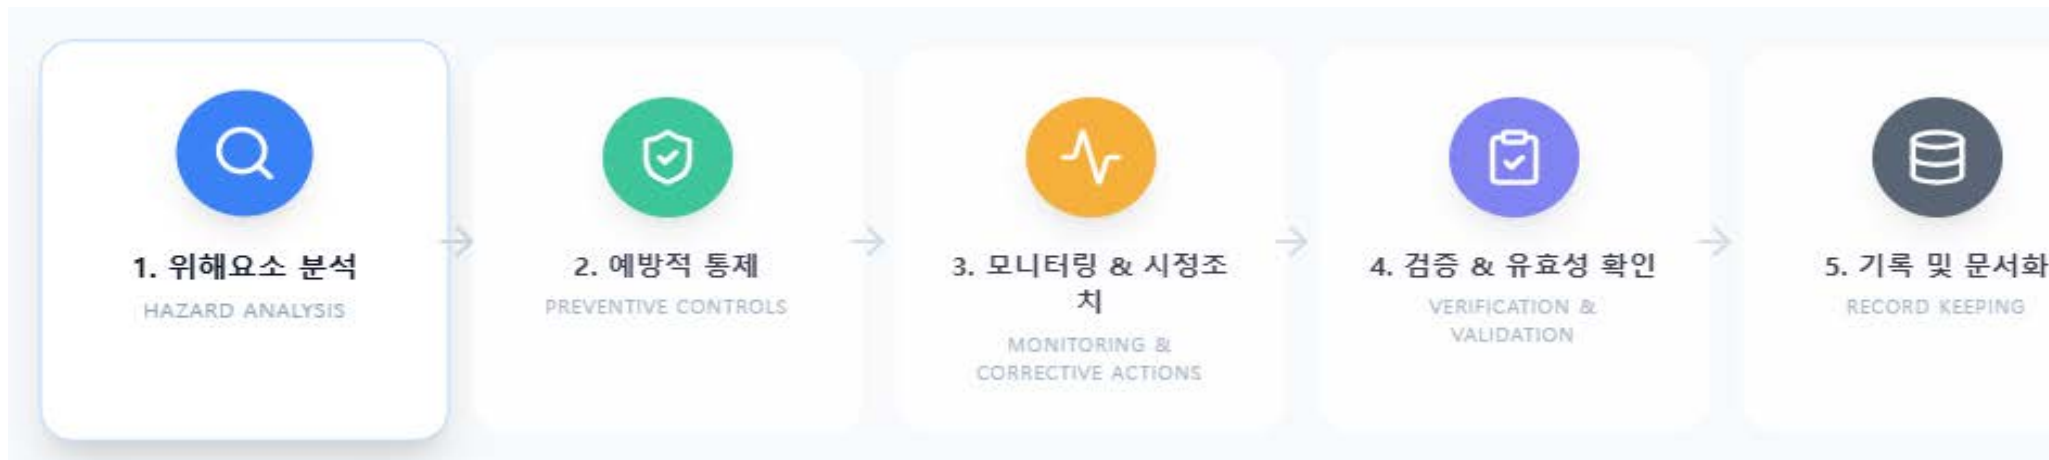 1. 위해요소 분석
HAZARD ANALYSIS
2. 예방적 통제
PREVENTIVE CONTROLS
3. 모니터링 & 시정조
치
MONITORING &
CORRECTIVE ACTIONS
4. 검증 & 유효성 확인
VERIFICATION &
VALIDATION
5. 기록 및 문서화
RECORD KEEPING